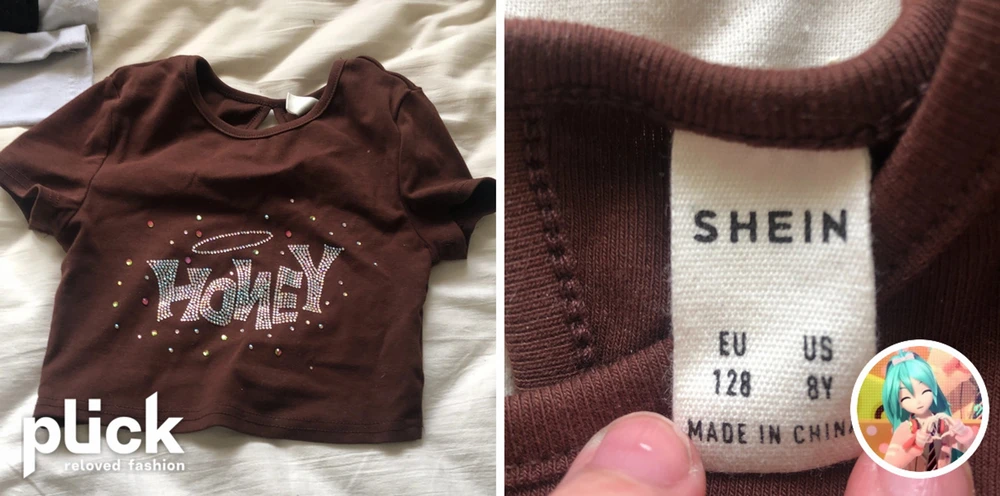 HONEY
plick
reloved fashion
SHEIN
EU US
128 8Y
MADE IN CHINA